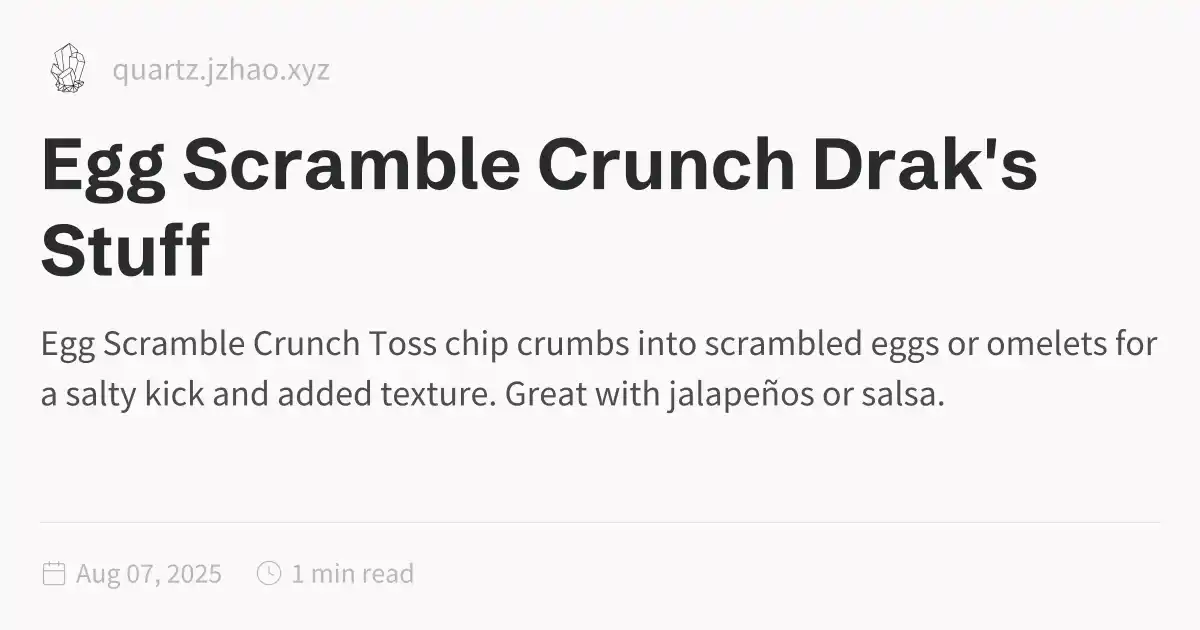 quartz.jzhao.xyz
Egg Scramble Crunch Drak's
Stuff
Egg Scramble Crunch Toss chip crumbs into scrambled eggs or omelets for
a salty kick and added texture. Great with jalapeños or salsa.
Aug 07, 2025 1 min read